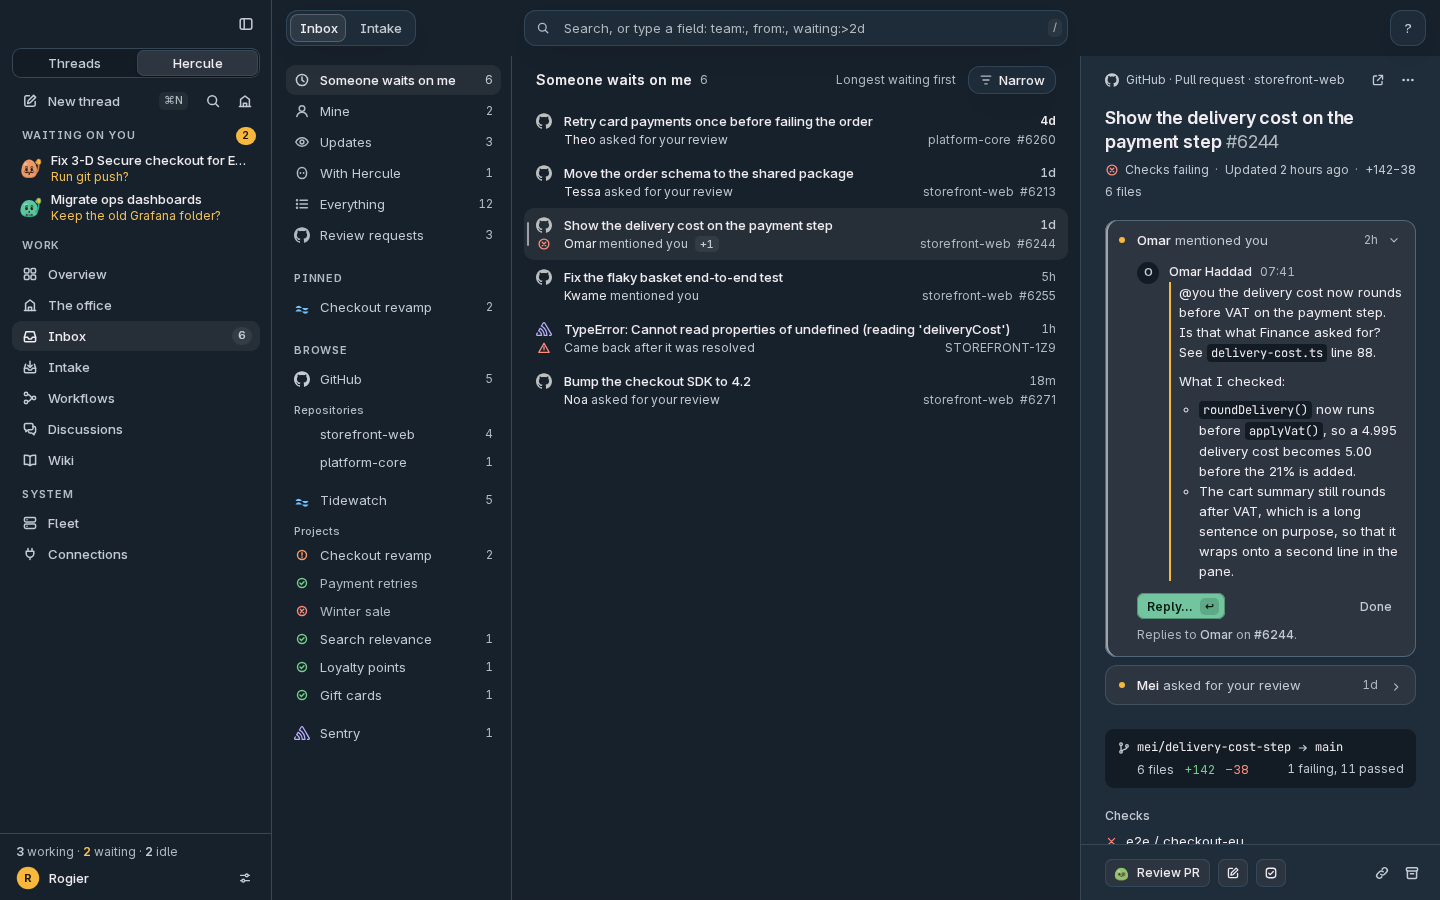 Threads
Hercule
New thread
⌘N
WAITING ON YOU
2
Fix 3-D Secure checkout for E…
Run git push?
Migrate ops dashboards
Keep the old Grafana folder?
WORK
Overview
The office
Inbox
6
Intake
Workflows
Discussions
Wiki
SYSTEM
Fleet
Connections
3 working · 2 waiting · 2 idle
R
Rogier
Inbox
Intake
Someone waits on me 6
Mine 2
Updates 3
With Hercule 1
Everything 12
Review requests 3
PINNED
Checkout revamp 2
BROWSE
GitHub 5
Repositories
storefront-web 4
platform-core 1
Tidewatch 5
Projects
Checkout revamp 2
Payment retries
Winter sale
Search relevance 1
Loyalty points 1
Gift cards 1
Sentry 1
Search, or type a field: team:, from:, waiting:>2d
/
?
Someone waits on me 6
Longest waiting first
Narrow
Retry card payments once before failing the order 4d
Theo asked for your review platform-core #6260
Move the order schema to the shared package 1d
Tessa asked for your review storefront-web #6213
Show the delivery cost on the payment step 1d
Omar mentioned you +1 storefront-web #6244
Fix the flaky basket end-to-end test 5h
Kwame mentioned you storefront-web #6255
TypeError: Cannot read properties of undefined (reading 'deliveryCost') 1h
Came back after it was resolved STOREFRONT-1Z9
Bump the checkout SDK to 4.2 18m
Noa asked for your review storefront-web #6271
GitHub · Pull request · storefront-web
Show the delivery cost on the
payment step #6244
Checks failing · Updated 2 hours ago · +142−38
6 files
Omar mentioned you 2h
O
Omar Haddad 07:41
@you the delivery cost now rounds
before VAT on the payment step.
Is that what Finance asked for?
See delivery-cost.ts line 88.
What I checked:
roundDelivery() now runs
before applyVat(), so a 4.995
delivery cost becomes 5.00
before the 21% is added.
The cart summary still rounds
after VAT, which is a long
sentence on purpose, so that it
wraps onto a second line in the
pane.
Reply… ↩
Done
Replies to Omar on #6244.
Mei asked for your review 1d
mei/delivery-cost-step → main
6 files +142 −38 1 failing, 11 passed
Checks
e2e / checkout-eu
Review PR